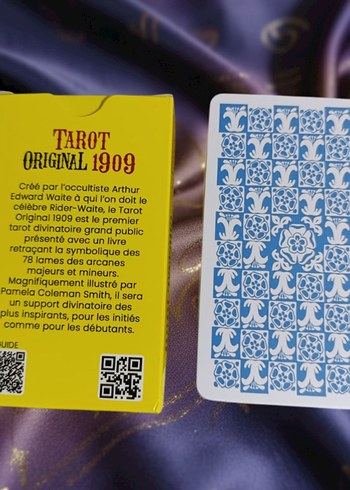 TAROT
ORIGINAL 1909
Créé par l'occultiste Arthur
Edward Waite à qui l'on doit le
célèbre Rider-Waite, le Tarot
Original 1909 est le premier
tarot divinatoire grand public
présenté avec un livre
retraçant la symbolique des
78 lames des arcanes
majeurs et mineurs.
Magnifiquement illustré par
Pamela Coleman Smith, il sera
un support divinatoire des
plus inspirants, pour les initiés
comme pour les débutants.
GUIDE